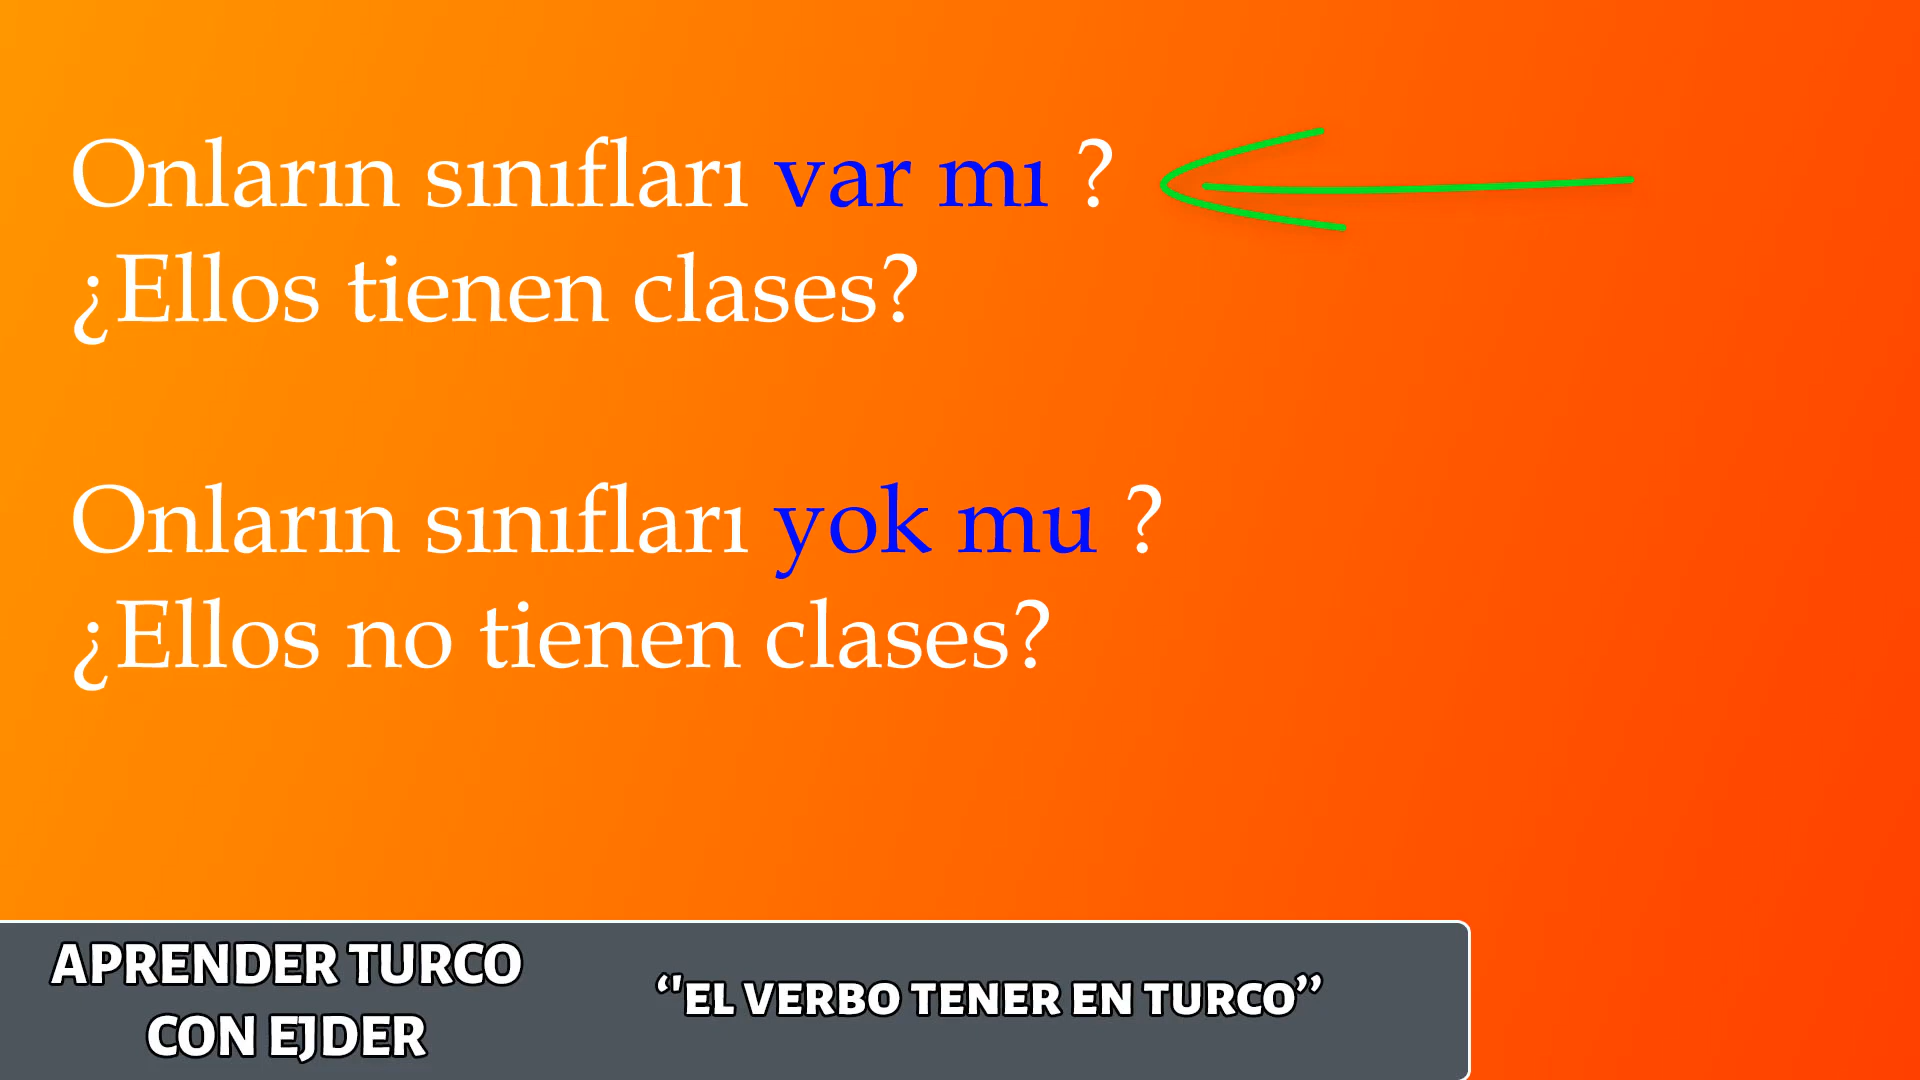 Onların sınıfları var mı ?
¿Ellos tienen clases?
Onların sınıfları yok mu ?
¿Ellos no tienen clases?
APRENDER TURCO
CON EJDER
‘'EL VERBO TENER EN TURCO’’